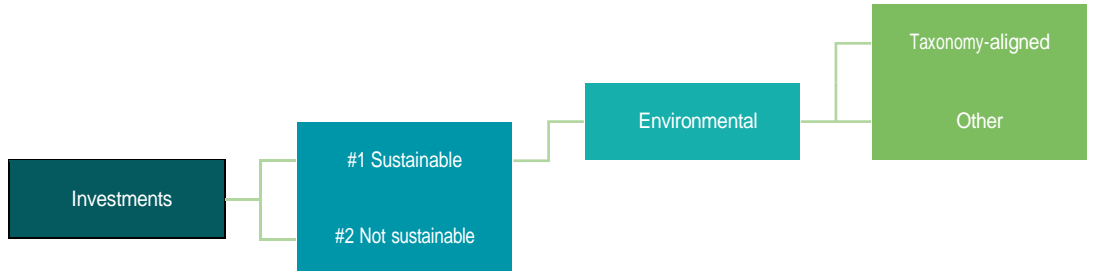 Investments
#1 Sustainable
#2 Not sustainable
Environmental
Taxonomy-aligned
Other